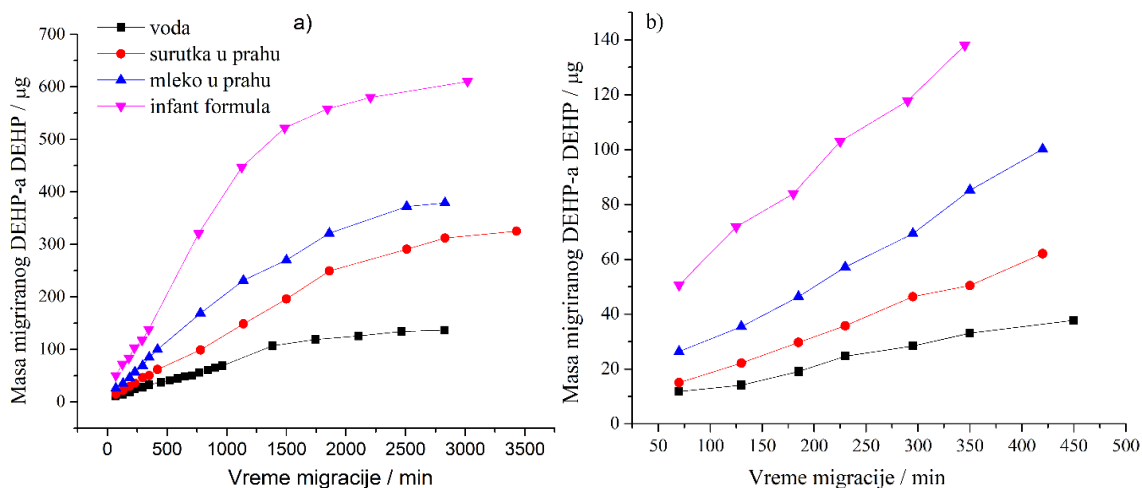 a)
voda
surutka u prahu
mleko u prahu
infant formula
Masa migriranog DEHP-a DEHP / µg
700
600
500
400
300
200
100
0
0 500 1000 1500 2000 2500 3000 3500
Vreme migracije / min
b)
Masa migriranog DEHP-a DEHP / µg
140
120
100
80
60
40
20
0
50 100 150 200 250 300 350 400 450 500
Vreme migracije / min